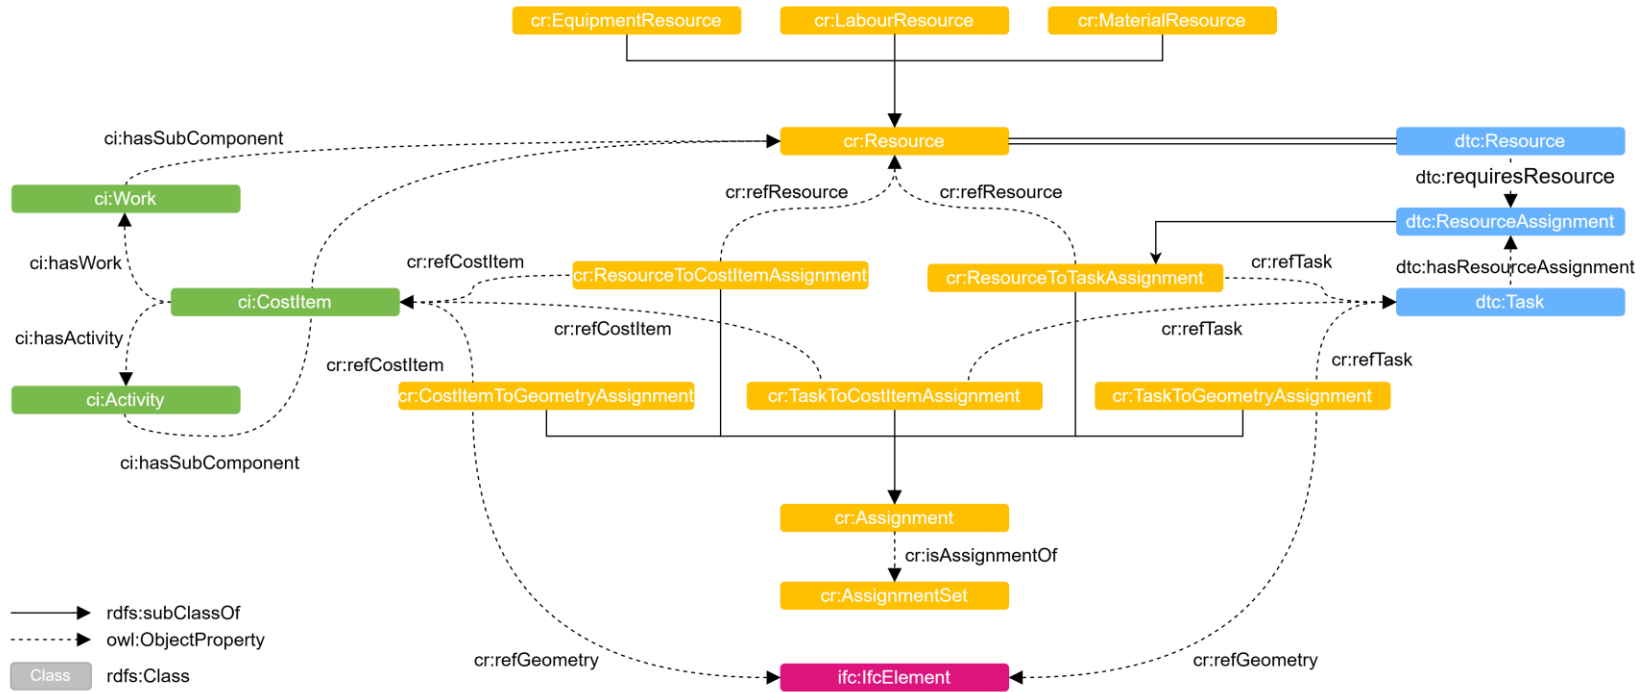 cr:EquipmentResource
cr:LabourResource
cr:MaterialResource
ci:hasSubComponent
cr:Resource
dtc:Resource
dtc:requiresResource
ci:Work
cr:refResource
cr:refResource
dtc:ResourceAssignment
ci:hasWork
cr:refCostItem
cr:ResourceToCostItemAssignment
cr:ResourceToTaskAssignment
cr:refTask
dtc:hasResourceAssignment
ci:CostItem
dtc:Task
ci:hasActivity
cr:refCostItem
cr:refTask
cr:refCostItem
cr:refTask
ci:Activity
cr:CostItemToGeometryAssignment
cr:TaskToCostItemAssignment
cr:TaskToGeometryAssignment
ci:hasSubComponent
cr:Assignment
cr:isAssignmentOf
cr:AssignmentSet
rdfs:subClassOf
owl:ObjectProperty
cr:refGeometry
cr:refGeometry
Class
rdfs:Class
ifc:IfcElement